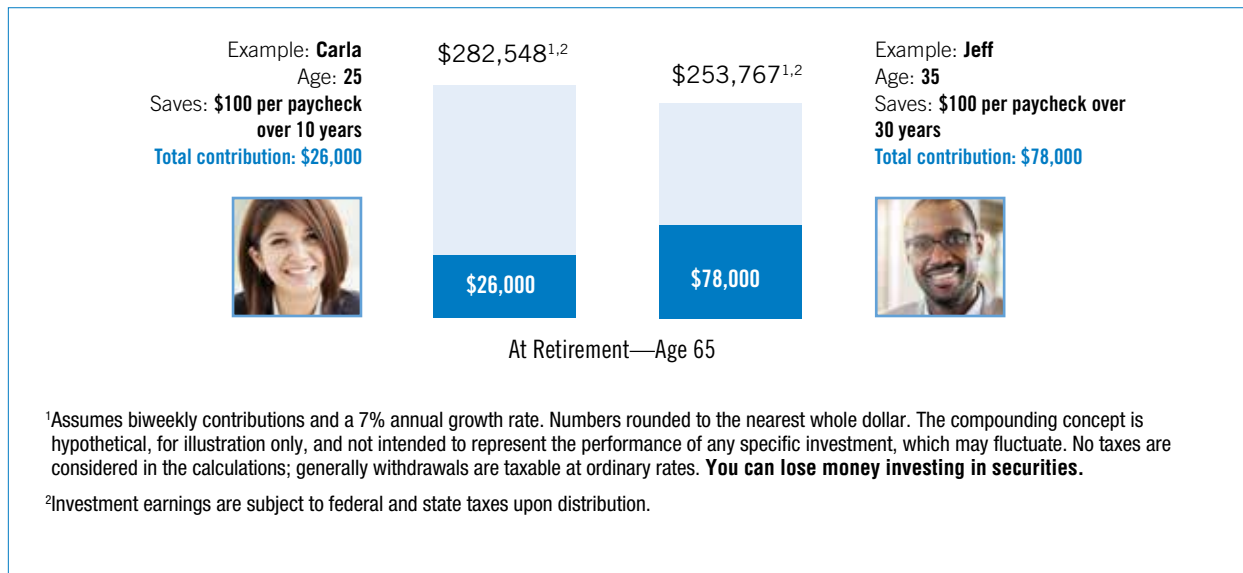 Example: Carla
Age: 25
Saves: $100 per paycheck
over 10 years
Total contribution: $26,000
$282,548¹,²
$26,000
$253,767¹,²
$78,000
Example: Jeff
Age: 35
Saves: $100 per paycheck over
30 years
Total contribution: $78,000
At Retirement—Age 65
¹Assumes biweekly contributions and a 7% annual growth rate. Numbers rounded to the nearest whole dollar. The compounding concept is
hypothetical, for illustration only, and not intended to represent the performance of any specific investment, which may fluctuate. No taxes are
considered in the calculations; generally withdrawals are taxable at ordinary rates. You can lose money investing in securities.
²Investment earnings are subject to federal and state taxes upon distribution.